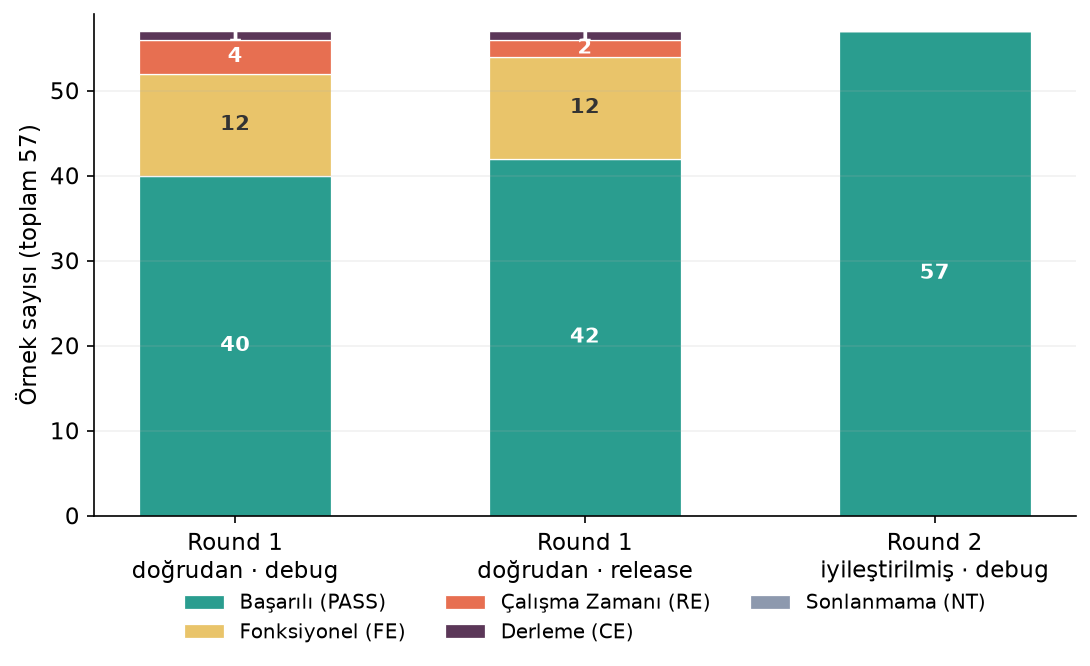 Örnek sayısı (toplam 57)
50
40
30
20
10
0
1
4
12
40
1
2
12
42
57
Round 1
doğrudan · debug
Round 1
doğrudan · release
Round 2
iyileştirilmiş · debug
Başarılı (PASS)
Çalışma Zamanı (RE)
Sonlanmama (NT)
Fonksiyonel (FE)
Derleme (CE)